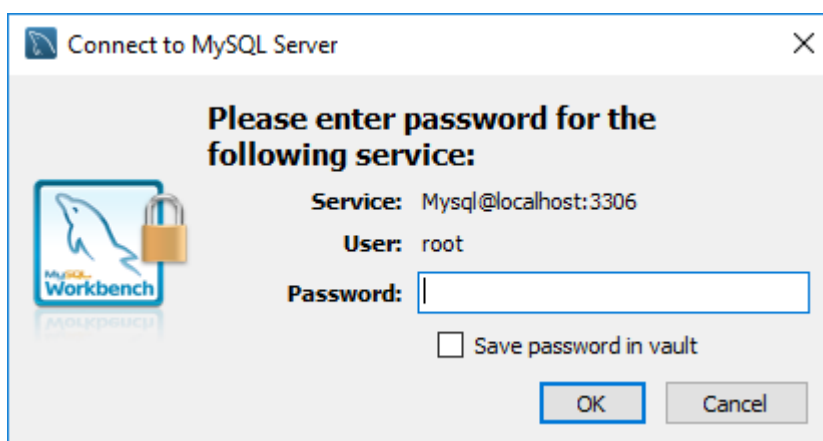 Connect to MySQL Server
Please enter password for the
following service:
Service: Mysql@localhost:3306
User: root
Password:
MySQL
Workbench
Save password in vault
OK Cancel